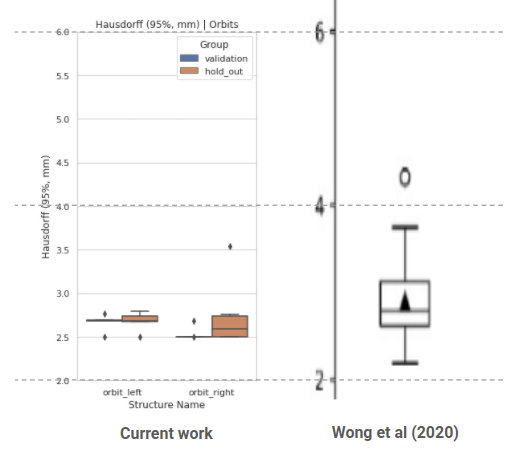 Hausdorff (95%, mm) | Orbits
6.0
5.5
5.0
4.5
4.0
3.5
3.0
2.5
2.0
Hausdorff (95%, mm)
Group
validation
hold_out
orbit_left
orbit_right
Structure Name
Current work
6
4
2
Wong et al (2020)